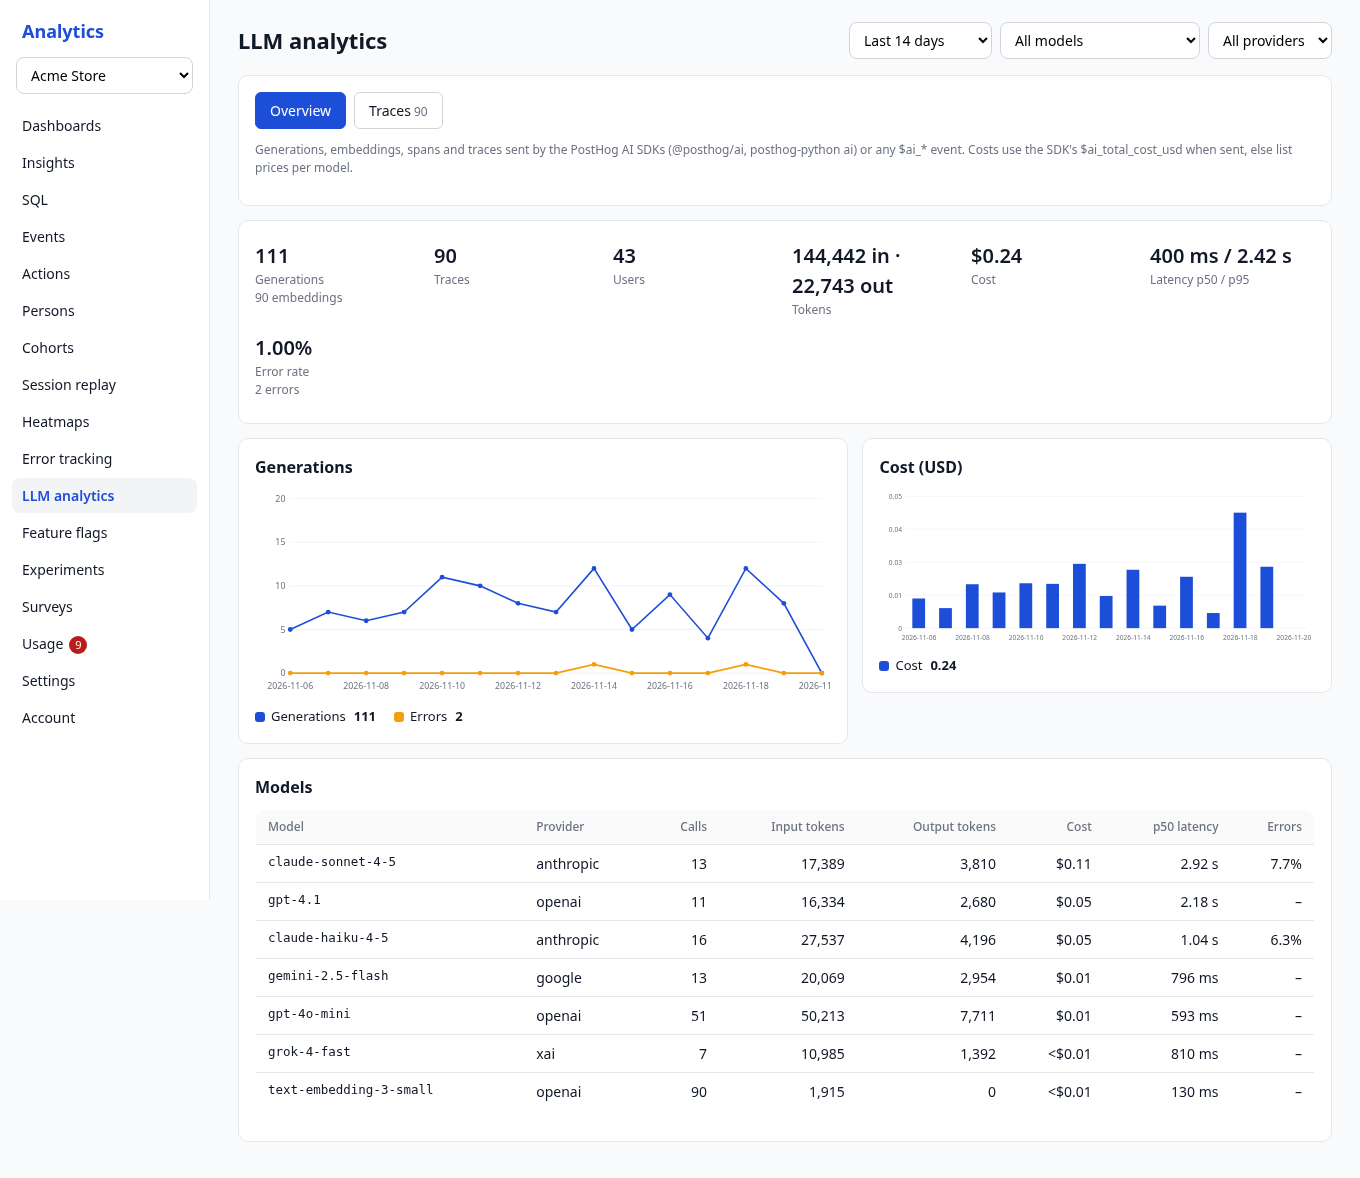 Analytics
Acme Store
Dashboards
Insights
SQL
Events
Actions
Persons
Cohorts
Session replay
Heatmaps
Error tracking
LLM analytics
Feature flags
Experiments
Surveys
Usage 9
Settings
Account
LLM analytics
Last 14 days
All models
All providers
Overview
Traces 90
Generations, embeddings, spans and traces sent by the PostHog AI SDKs (@posthog/ai, posthog-python ai) or any $ai_* event. Costs use the SDK's $ai_total_cost_usd when sent, else list
prices per model.
111
Generations
90 embeddings
90
Traces
43
Users
144,442 in ·
22,743 out
Tokens
$0.24
Cost
400 ms / 2.42 s
Latency p50 / p95
1.00%
Error rate
2 errors
Generations
20
15
10
5
0
2026-11-06 2026-11-08 2026-11-10 2026-11-12 2026-11-14 2026-11-16 2026-11-18 2026-11
Generations 111 Errors 2
Cost (USD)
0.05
0.04
0.03
0.01
0
2026-11-06 2026-11-08 2026-11-10 2026-11-12 2026-11-14 2026-11-16 2026-11-18 2026-11-20
Cost 0.24
Models
Model Provider Calls Input tokens Output tokens Cost p50 latency Errors
claude-sonnet-4-5 anthropic 13 17,389 3,810 $0.11 2.92 s 7.7%
gpt-4.1 openai 11 16,334 2,680 $0.05 2.18 s –
claude-haiku-4-5 anthropic 16 27,537 4,196 $0.05 1.04 s 6.3%
gemini-2.5-flash google 13 20,069 2,954 $0.01 796 ms –
gpt-4o-mini openai 51 50,213 7,711 $0.01 593 ms –
grok-4-fast xai 7 10,985 1,392 <$0.01 810 ms –
text-embedding-3-small openai 90 1,915 0 <$0.01 130 ms –